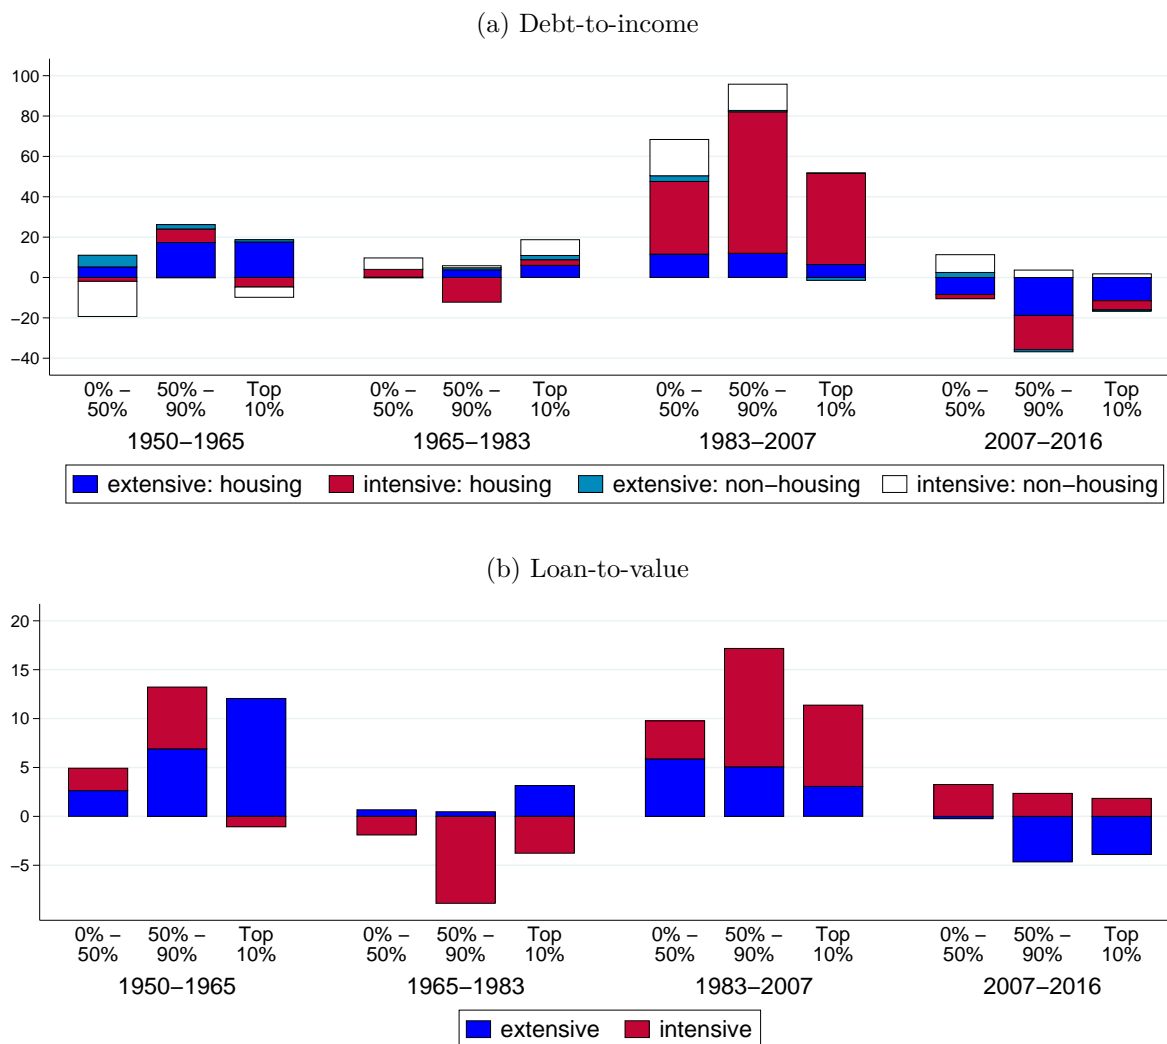 (a) Debt-to-income
100
80
60
40
20
0
−20
−40
0% − 50% − Top 0% − 50% − Top 0% − 50% − Top 0% − 50% − Top
50% 90% 10% 50% 90% 10% 50% 90% 10% 50% 90% 10%
1950−1965 1965−1983 1983−2007 2007−2016
extensive: housing intensive: housing extensive: non−housing intensive: non−housing
(b) Loan-to-value
20
15
10
5
0
−5
0% − 50% − Top 0% − 50% − Top 0% − 50% − Top 0% − 50% − Top
50% 90% 10% 50% 90% 10% 50% 90% 10% 50% 90% 10%
1950−1965 1965−1983 1983−2007 2007−2016
extensive intensive